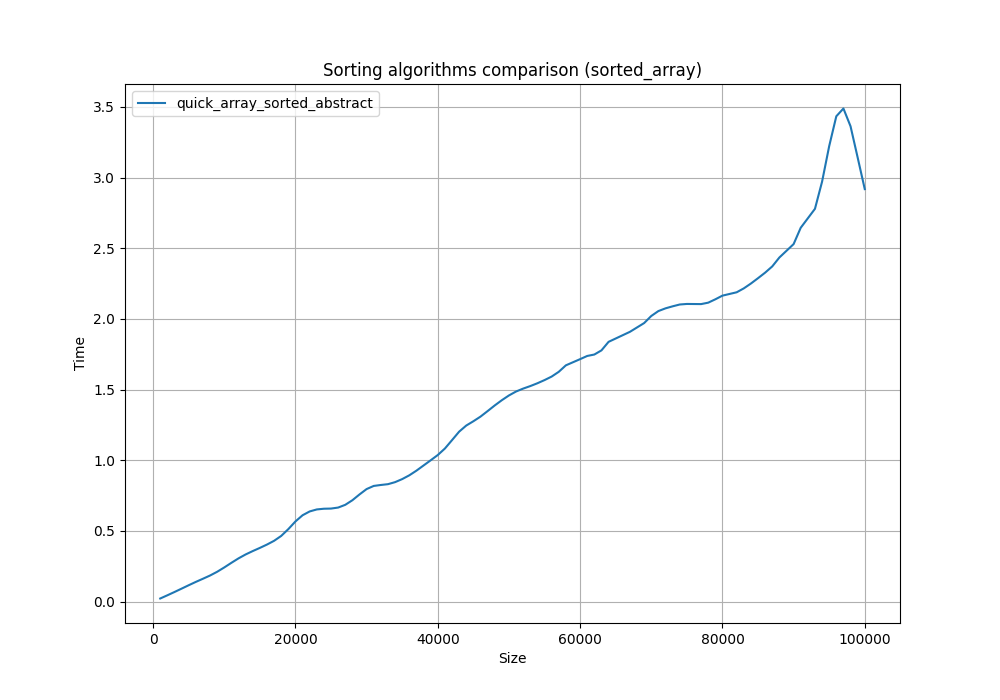 Sorting algorithms comparison (sorted_array)
quick_array_sorted_abstract
3.5
3.0
2.5
2.0
1.5
1.0
0.5
0.0
Time
0 20000 40000 60000 80000 100000
Size